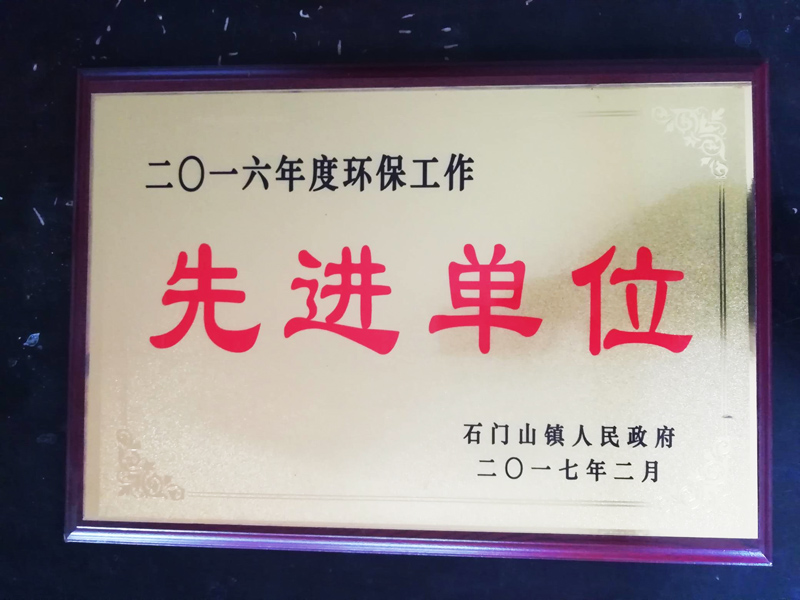 二〇一六年度环保工作
先进单位
石门山镇人民政府
二〇一七年二月